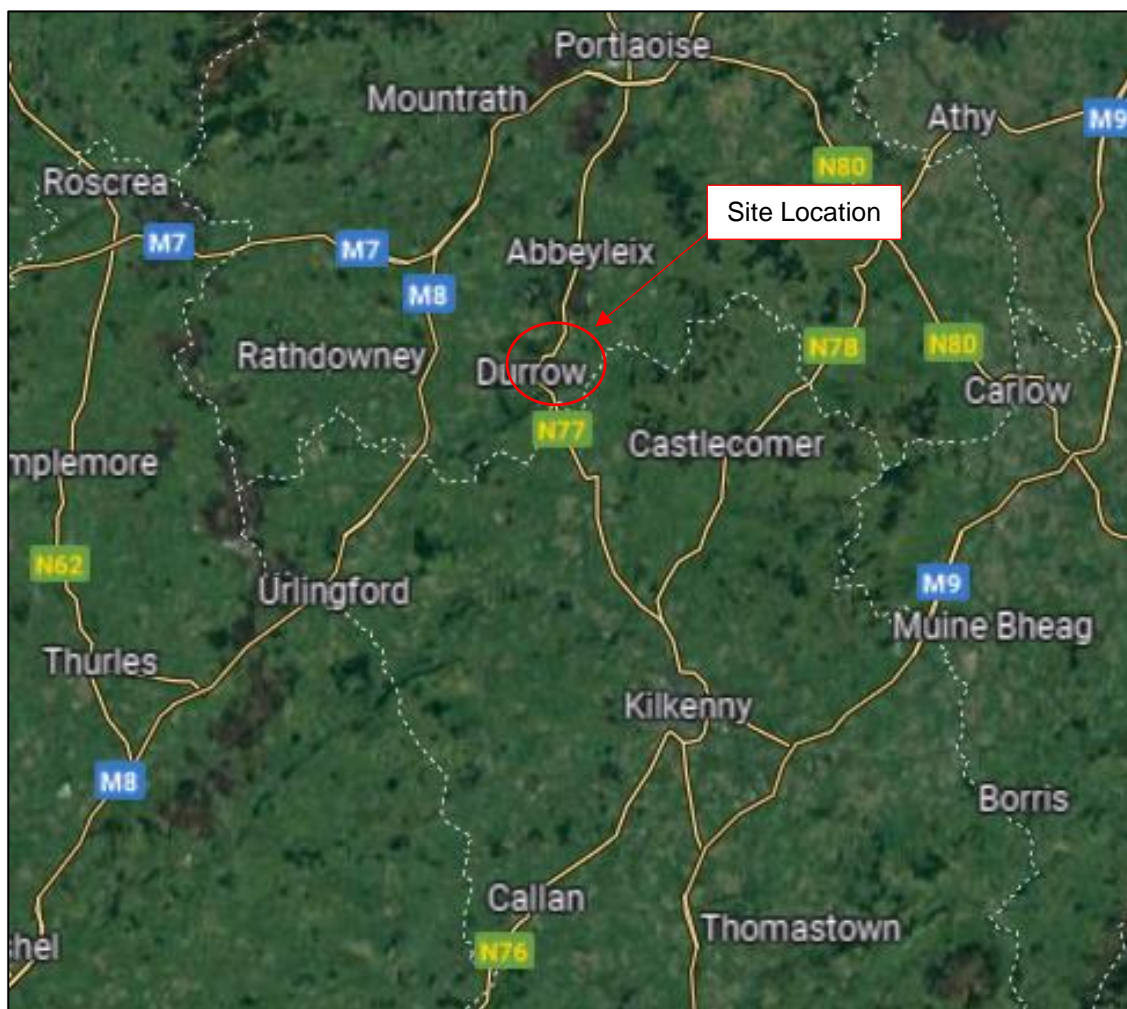 Portlaoise
Mountrath
Athy
M9
N80
Roscrea
Site Location
M7
M7
Abbeyleix
M8
Rathdowney
Durrow
N78
N80
Carlow
N77
Castlecomer
mplemore
N62
Urlingford
M9
Muine Bheag
Thurles
Kilkenny
M8
Borris
Callan
Thomastown
shel
N76